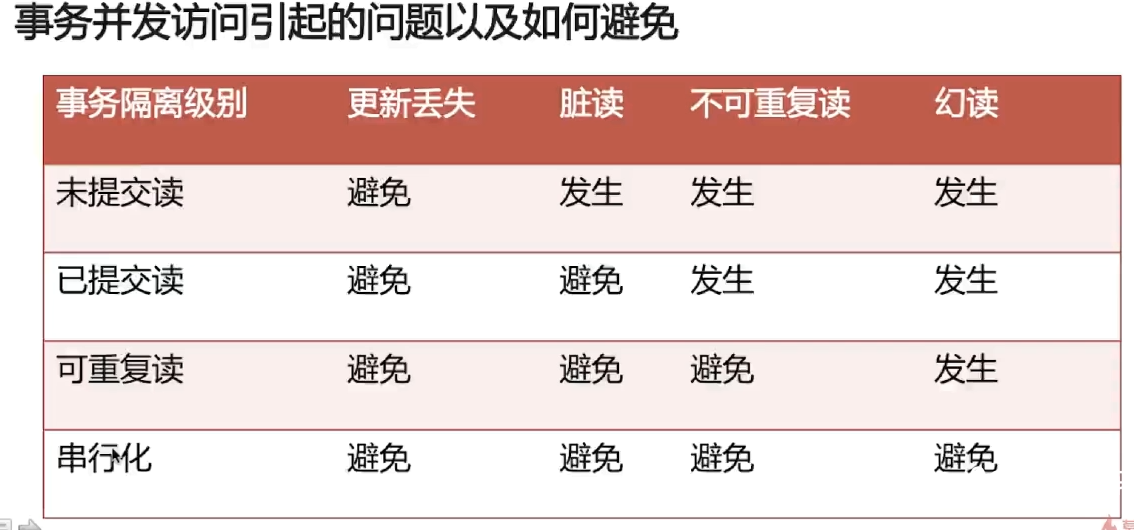 事务并发访问引起的问题以及如何避免
事务隔离级别 更新丢失 脏读 不可重复读 幻读
未提交读 避免 发生 发生 发生
已提交读 避免 避免 发生 发生
可重复读 避免 避免 避免 发生
串行化 避免 避免 避免 避免